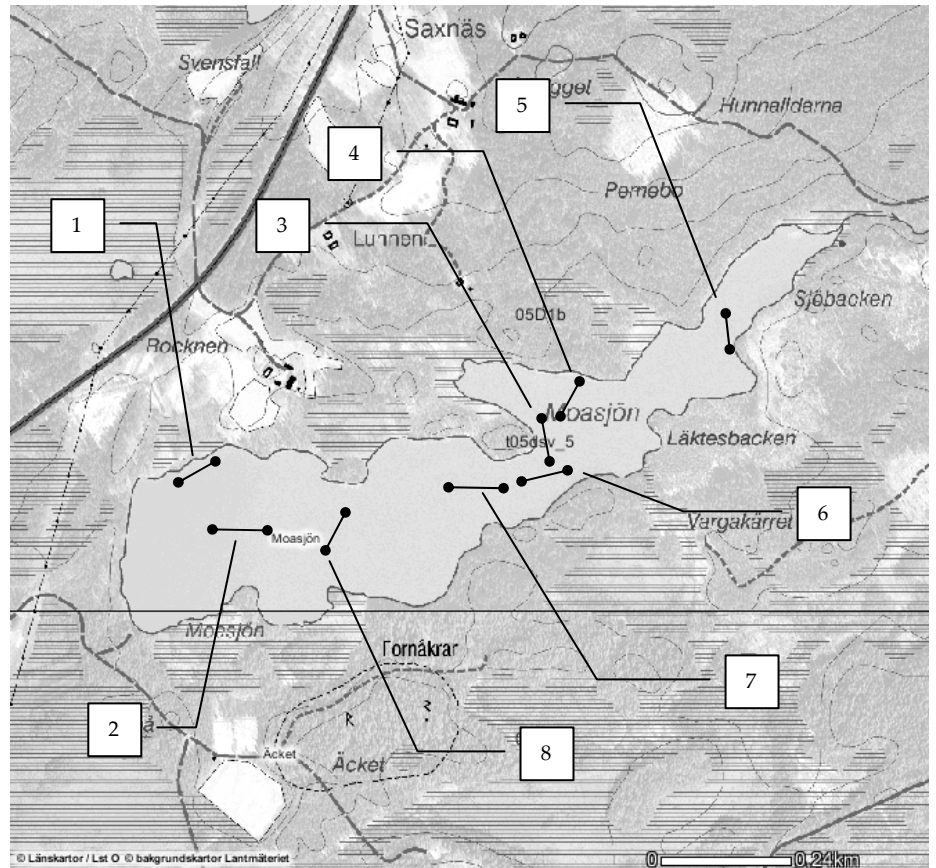 Saxnäs
Svensfall
gget
5
Hunnallderna
4
Pernebo
1
3
Lunnen
Sjöbacken
05D1b
Rocknen
Moasjön
Läktesbacken
t05dsv_5
6
Vargakärret
Moasjön
Moasjön
Fornåkrar
7
2
å
R
R
8
Äcket
Äcket
© Länskartor / Lst O © bakgrundskartor Lantmäteriet
0 0.24km